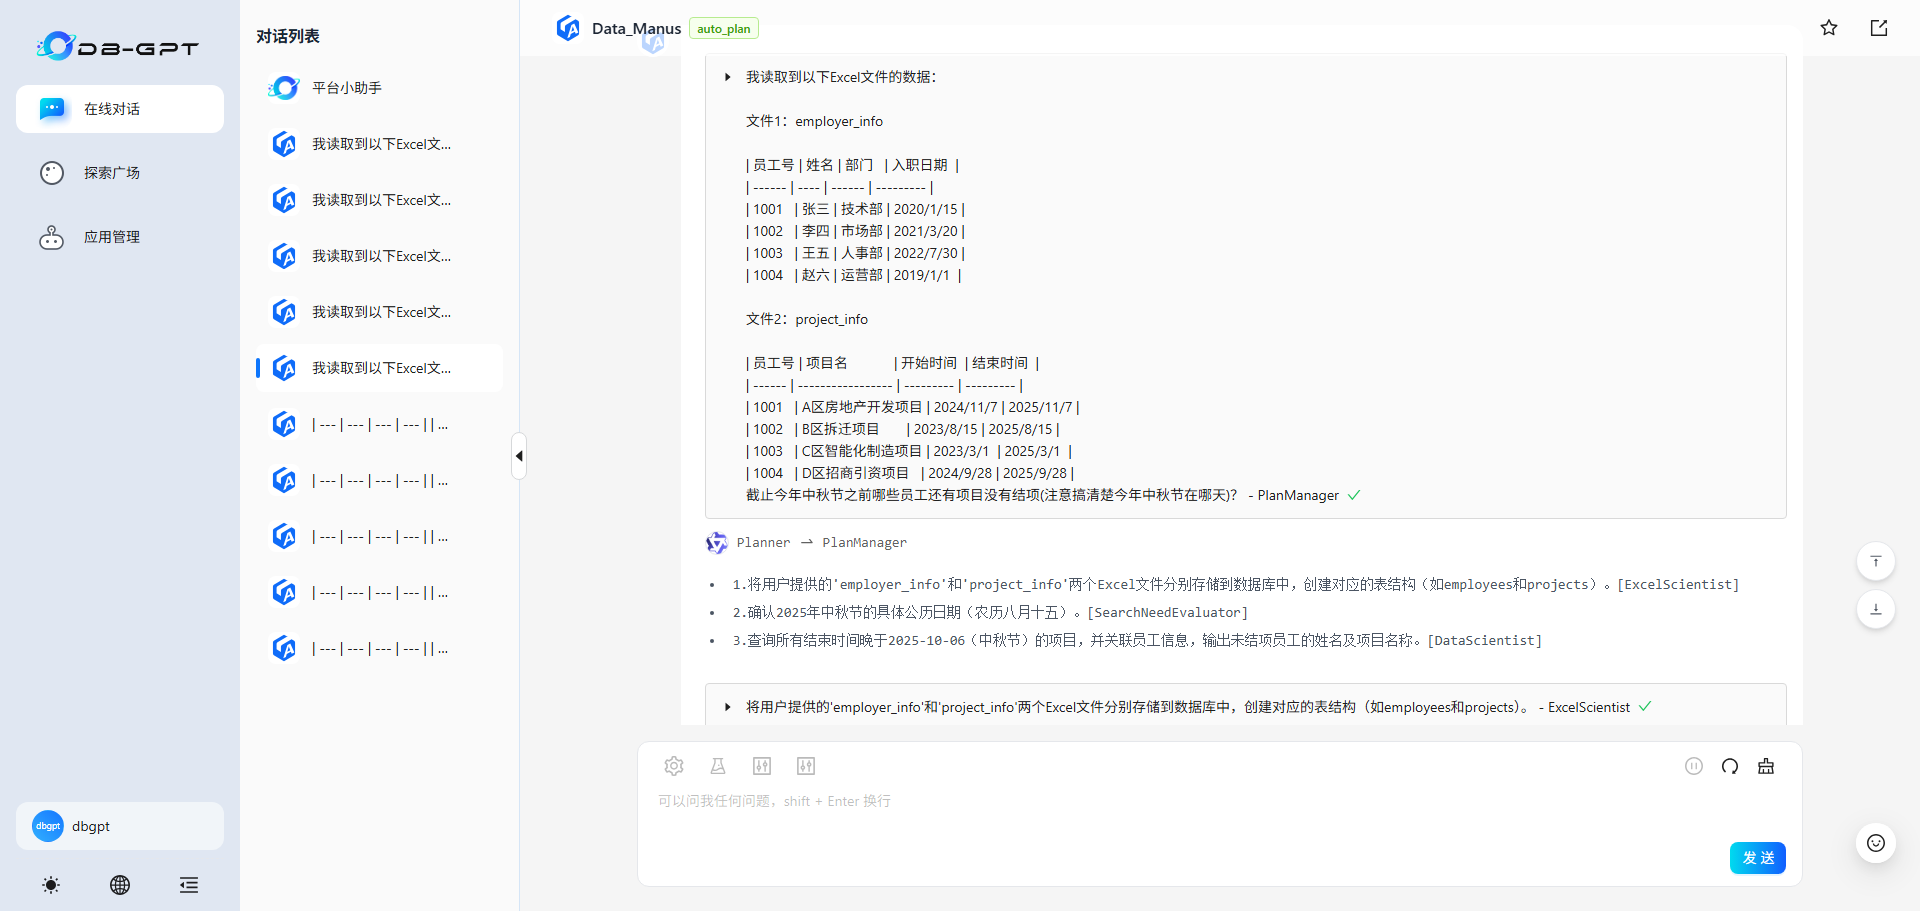 DB-GPT
在线对话
探索广场
应用管理
dbgpt
dbgpt
对话列表
平台小助手
我读取到以下Excel文...
我读取到以下Excel文...
我读取到以下Excel文...
我读取到以下Excel文...
我读取到以下Excel文...
| --- | --- | --- | --- | | ...
| --- | --- | --- | --- | | ...
| --- | --- | --- | --- | | ...
| --- | --- | --- | --- | | ...
| --- | --- | --- | --- | | ...
Data_Manus auto_plan
我读取到以下Excel文件的数据：
文件1：employer_info
| 员工号 | 姓名 | 部门 | 入职日期 |
| ------ | ---- | ------ | --------- |
| 1001 | 张三 | 技术部 | 2020/1/15 |
| 1002 | 李四 | 市场部 | 2021/3/20 |
| 1003 | 王五 | 人事部 | 2022/7/30 |
| 1004 | 赵六 | 运营部 | 2019/1/1 |
文件2：project_info
| 员工号 | 项目名 | 开始时间 | 结束时间 |
| ------ | ----------------- | --------- | --------- |
| 1001 | A区房地产开发项目 | 2024/11/7 | 2025/11/7 |
| 1002 | B区拆迁项目 | 2023/8/15 | 2025/8/15 |
| 1003 | C区智能化制造项目 | 2023/3/1 | 2025/3/1 |
| 1004 | D区招商引资项目 | 2024/9/28 | 2025/9/28 |
截止今年中秋节之前哪些员工还有项目没有结项(注意搞清楚今年中秋节在哪天)？ - PlanManager
Planner → PlanManager
• 1.将用户提供的'employer_info'和'project_info'两个Excel文件分别存储到数据库中，创建对应的表结构（如employees和projects）。[ExcelScientist]
• 2.确认2025年中秋节的具体公历日期（农历八月十五）。[SearchNeedEvaluator]
• 3.查询所有结束时间晚于2025-10-06（中秋节）的项目，并关联员工信息，输出未结项员工的姓名及项目名称。[DataScientist]
将用户提供的'employer_info'和'project_info'两个Excel文件分别存储到数据库中，创建对应的表结构（如employees和projects）。 - ExcelScientist
可以问我任何问题，shift + Enter 换行
发 送